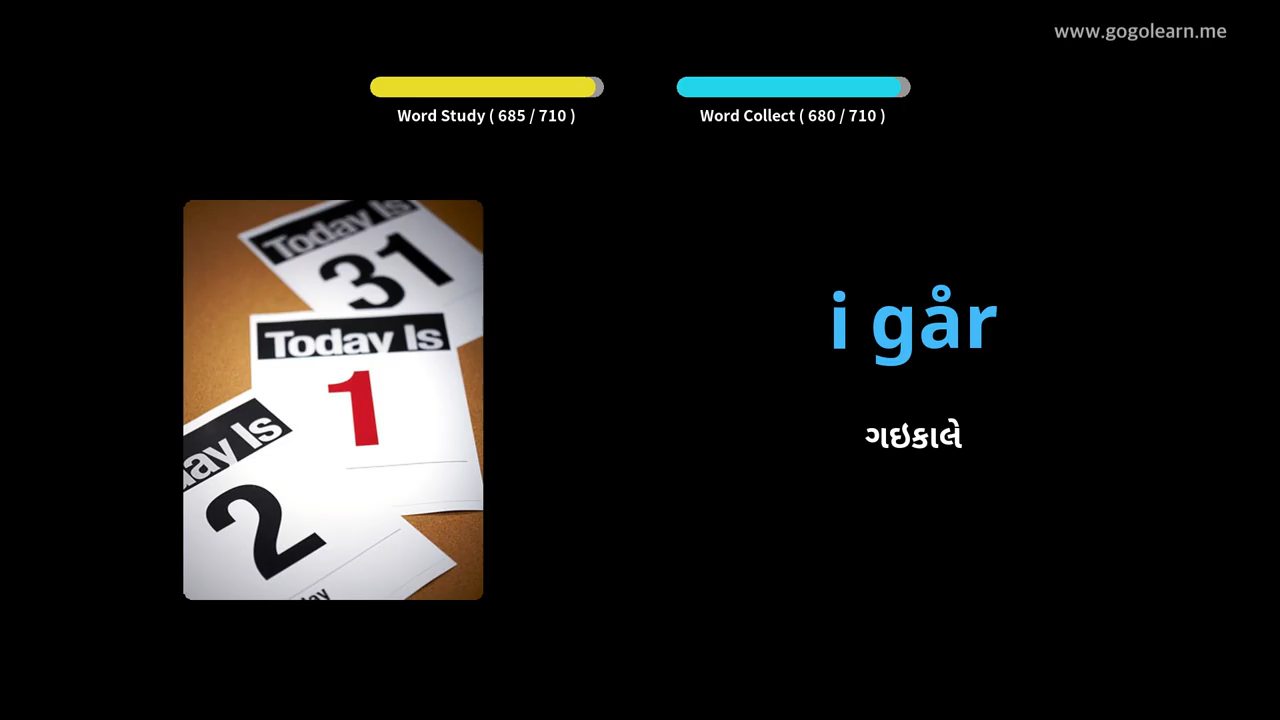 www.gogolearn.me
Word Study ( 685 / 710 )
Word Collect ( 680 / 710 )
Today Is
31
Today Is
1
ay Is
2
i går
ગઇકાલે